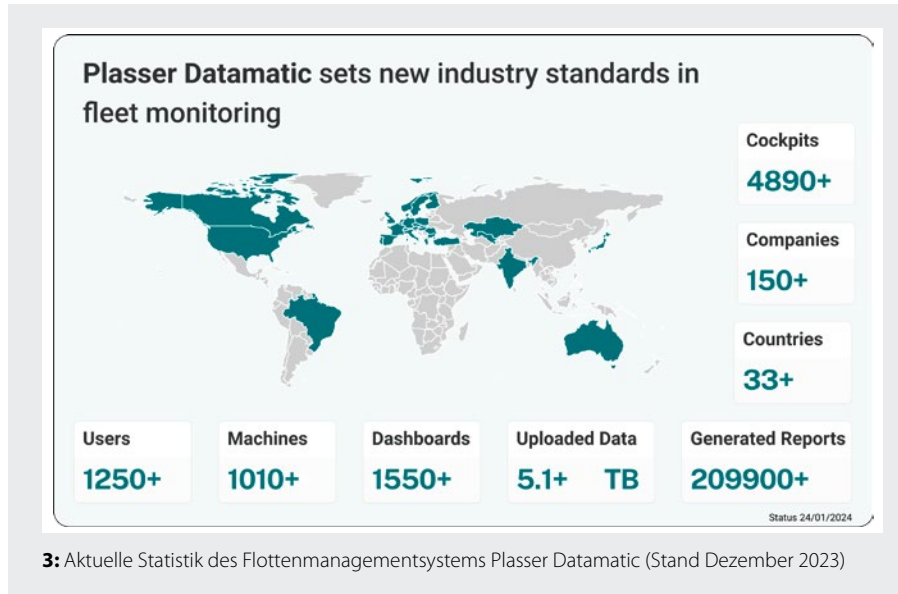 Plasser Datamatic sets new industry standards in
fleet monitoring
Cockpits
4890+
Companies
150+
Countries
33+
Users
1250+
Machines
1010+
Dashboards
1550+
Uploaded Data
5.1+ TB
Generated Reports
209900+
Status 24/01/2024
3: Aktuelle Statistik des Flottenmanagementsystems Plasser Datamatic (Stand Dezember 2023)